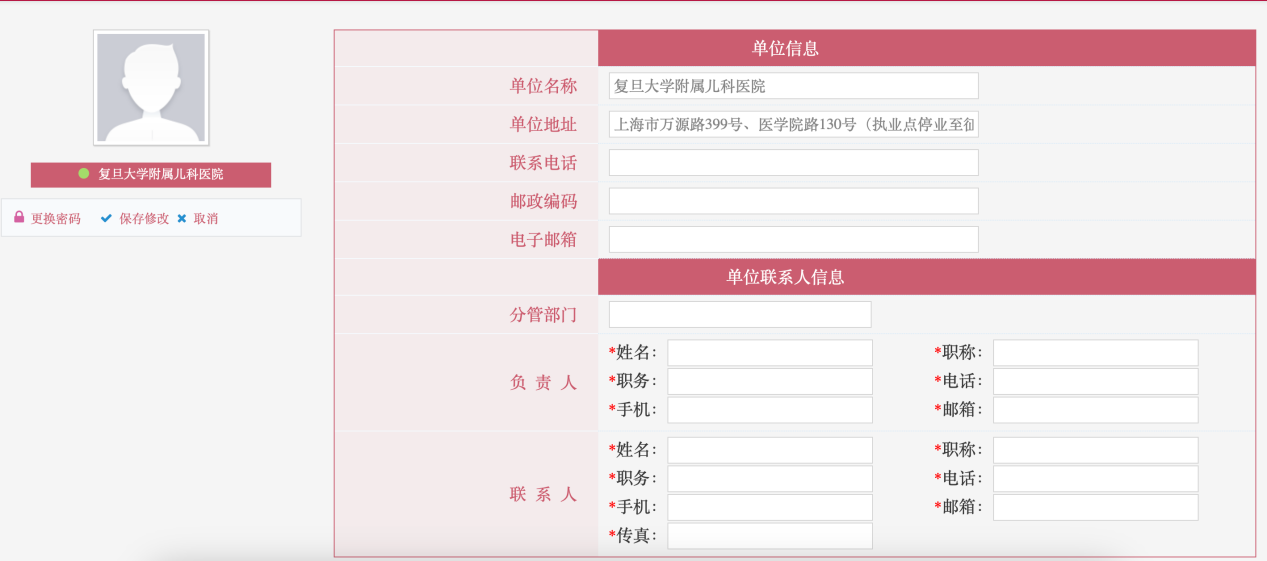 复旦大学附属儿科医院
更换密码 保存修改 取消
单位信息
单位名称 复旦大学附属儿科医院
单位地址 上海市万源路399号、医学院路130号（执业点停业至
联系电话
邮政编码
电子邮箱
单位联系人信息
分管部门
负 责 人
*姓名： *职称：
*职务： *电话：
*手机： *邮箱：
联 系 人
*姓名： *职称：
*职务： *电话：
*手机： *邮箱：
*传真：